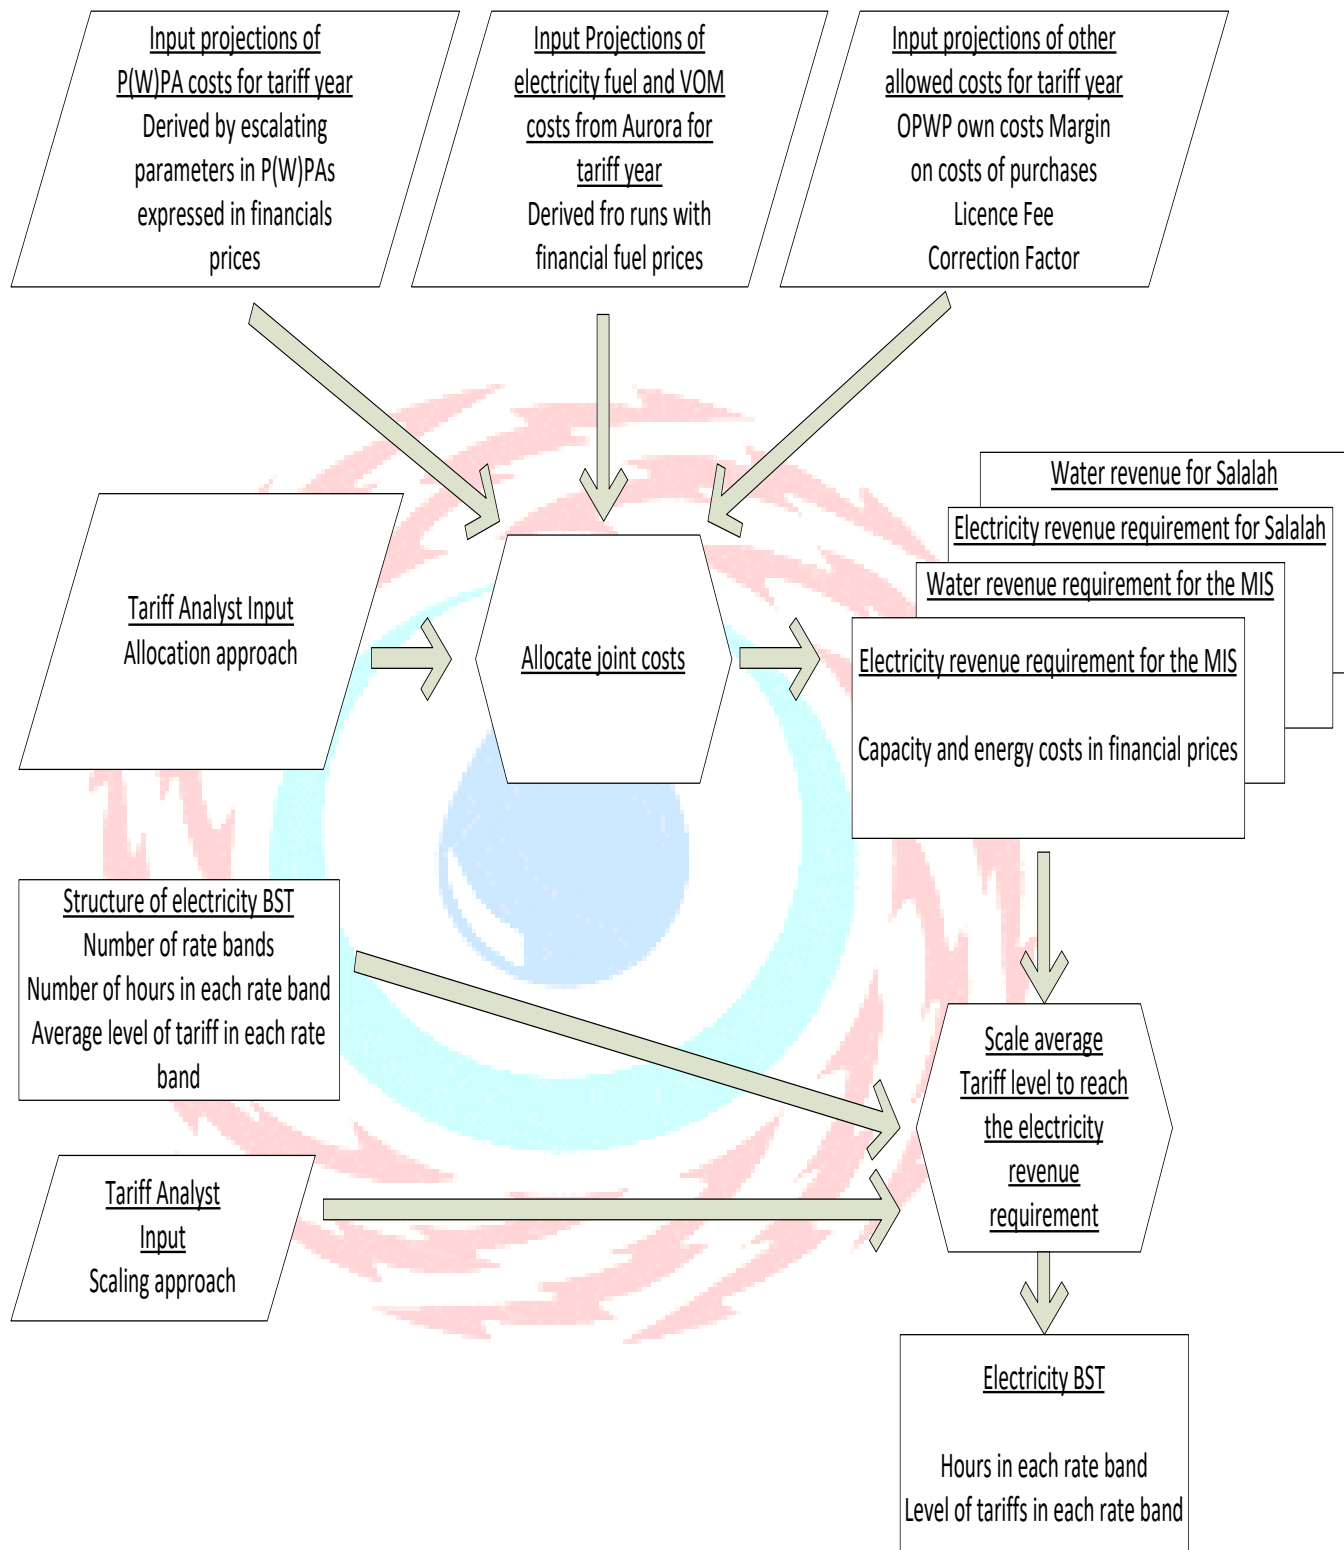 Input projections of
P(W)PA costs for tariff year
Derived by escalating
parameters in P(W)PAs
expressed in financials
prices
Input Projections of
electricity fuel and VOM
costs from Aurora for
tariff year
Derived fro runs with
financial fuel prices
Input projections of other
allowed costs for tariff year
OPWP own costs Margin
on costs of purchases
Licence Fee
Correction Factor
Water revenue for Salalah
Electricity revenue requirement for Salalah
Water revenue requirement for the MIS
Electricity revenue requirement for the MIS
Capacity and energy costs in financial prices
Tariff Analyst Input
Allocation approach
Allocate joint costs
Structure of electricity BST
Number of rate bands
Number of hours in each rate band
Average level of tariff in each rate
band
Scale average
Tariff level to reach
the electricity
revenue
requirement
Tariff Analyst
Input
Scaling approach
Electricity BST
Hours in each rate band
Level of tariffs in each rate band